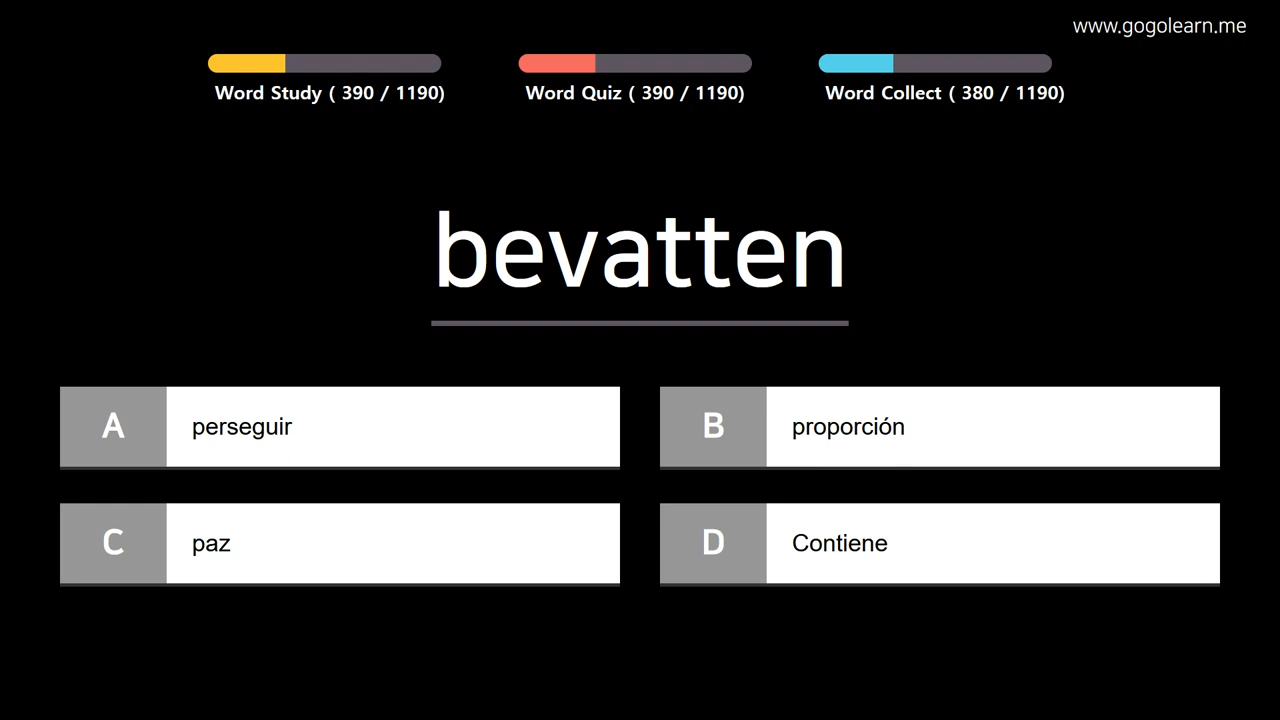 www.gogolearn.me
Word Study ( 390 / 1190)
Word Quiz ( 390 / 1190)
Word Collect ( 380 / 1190)
bevatten
A
perseguir
B
proporción
C
paz
D
Contiene